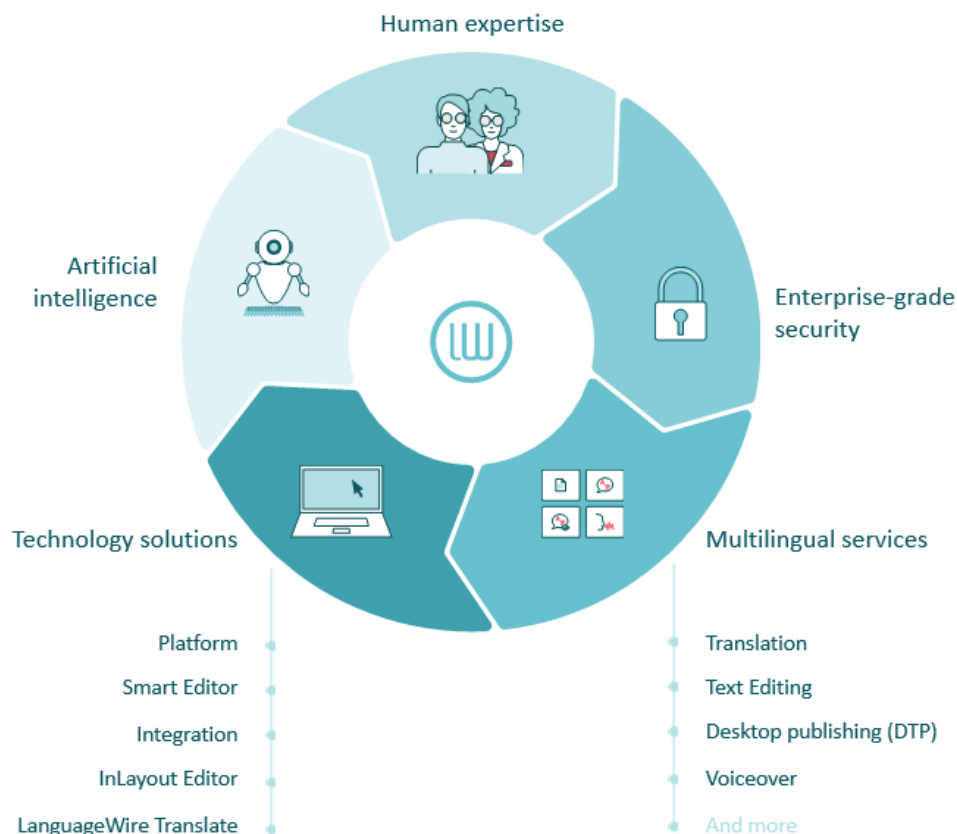 Human expertise
Artificial
intelligence
Enterprise-grade
security
LW
Technology solutions
Platform
Smart Editor
Integration
InLayout Editor
LanguageWire Translate
Multilingual services
Translation
Text Editing
Desktop publishing (DTP)
Voiceover
And more